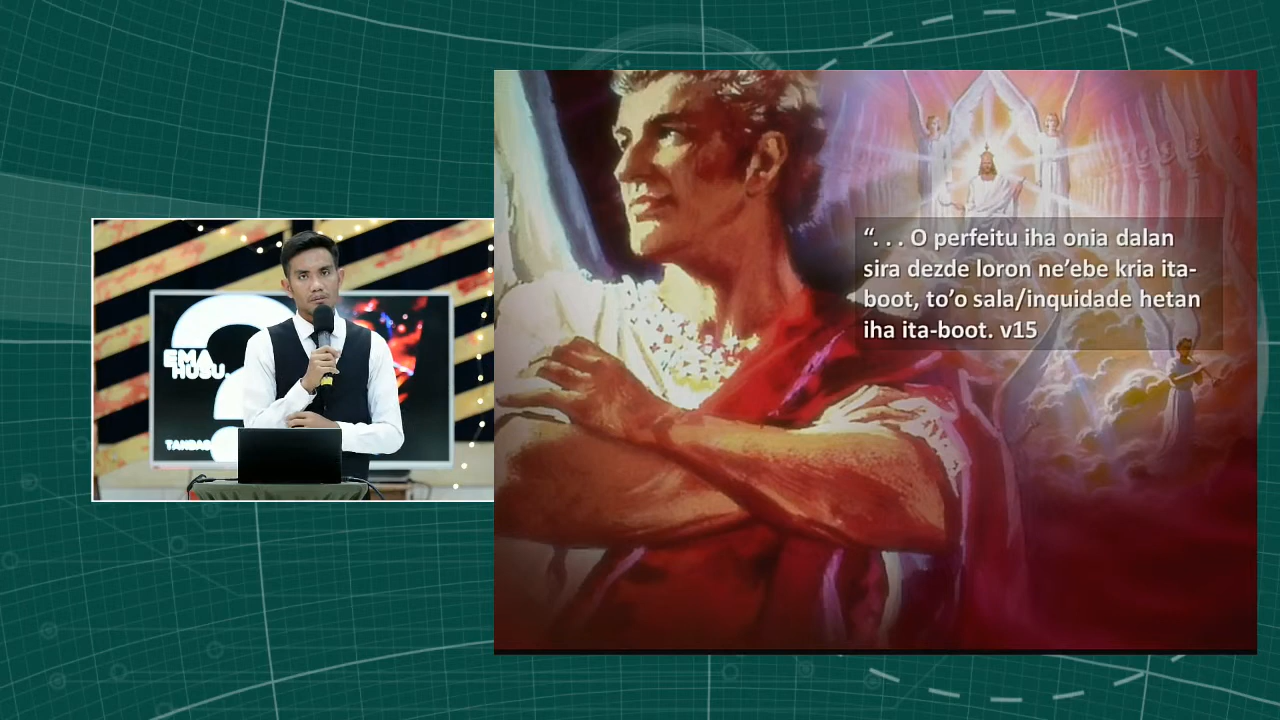 EMA
HUSU.
“. . . O perfeitu iha onia dalan
sira dezde loron ne’ebe kria ita-
boot, to’o sala/inquidade hetan
iha ita-boot. v15